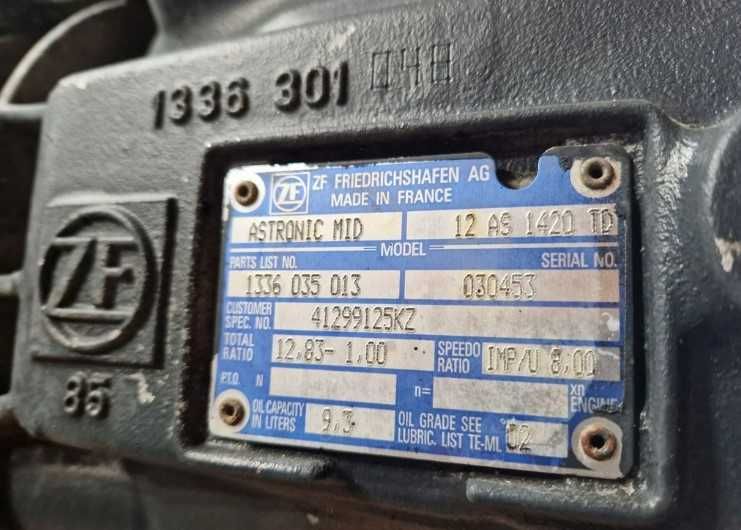 1336 301 048
ZF
85
ZF ZF FRIEDRICHSHAFEN AG
MADE IN FRANCE
ASTRONIC MID 12 AS 1420 TD
MODEL
PARTS LIST NO. SERIAL NO.
1336 035 013 030453
CUSTOMER
SPEC. NO. 41299125KZ
TOTAL
RATIO 12,83- 1,00 SPEEDO
RATIO IMP/U 8,00
P.T.O. N n= xn
ENGINE
OIL CAPACITY
IN LITERS 9,3 OIL GRADE SEE
LUBRIC. LIST TE-ML 02